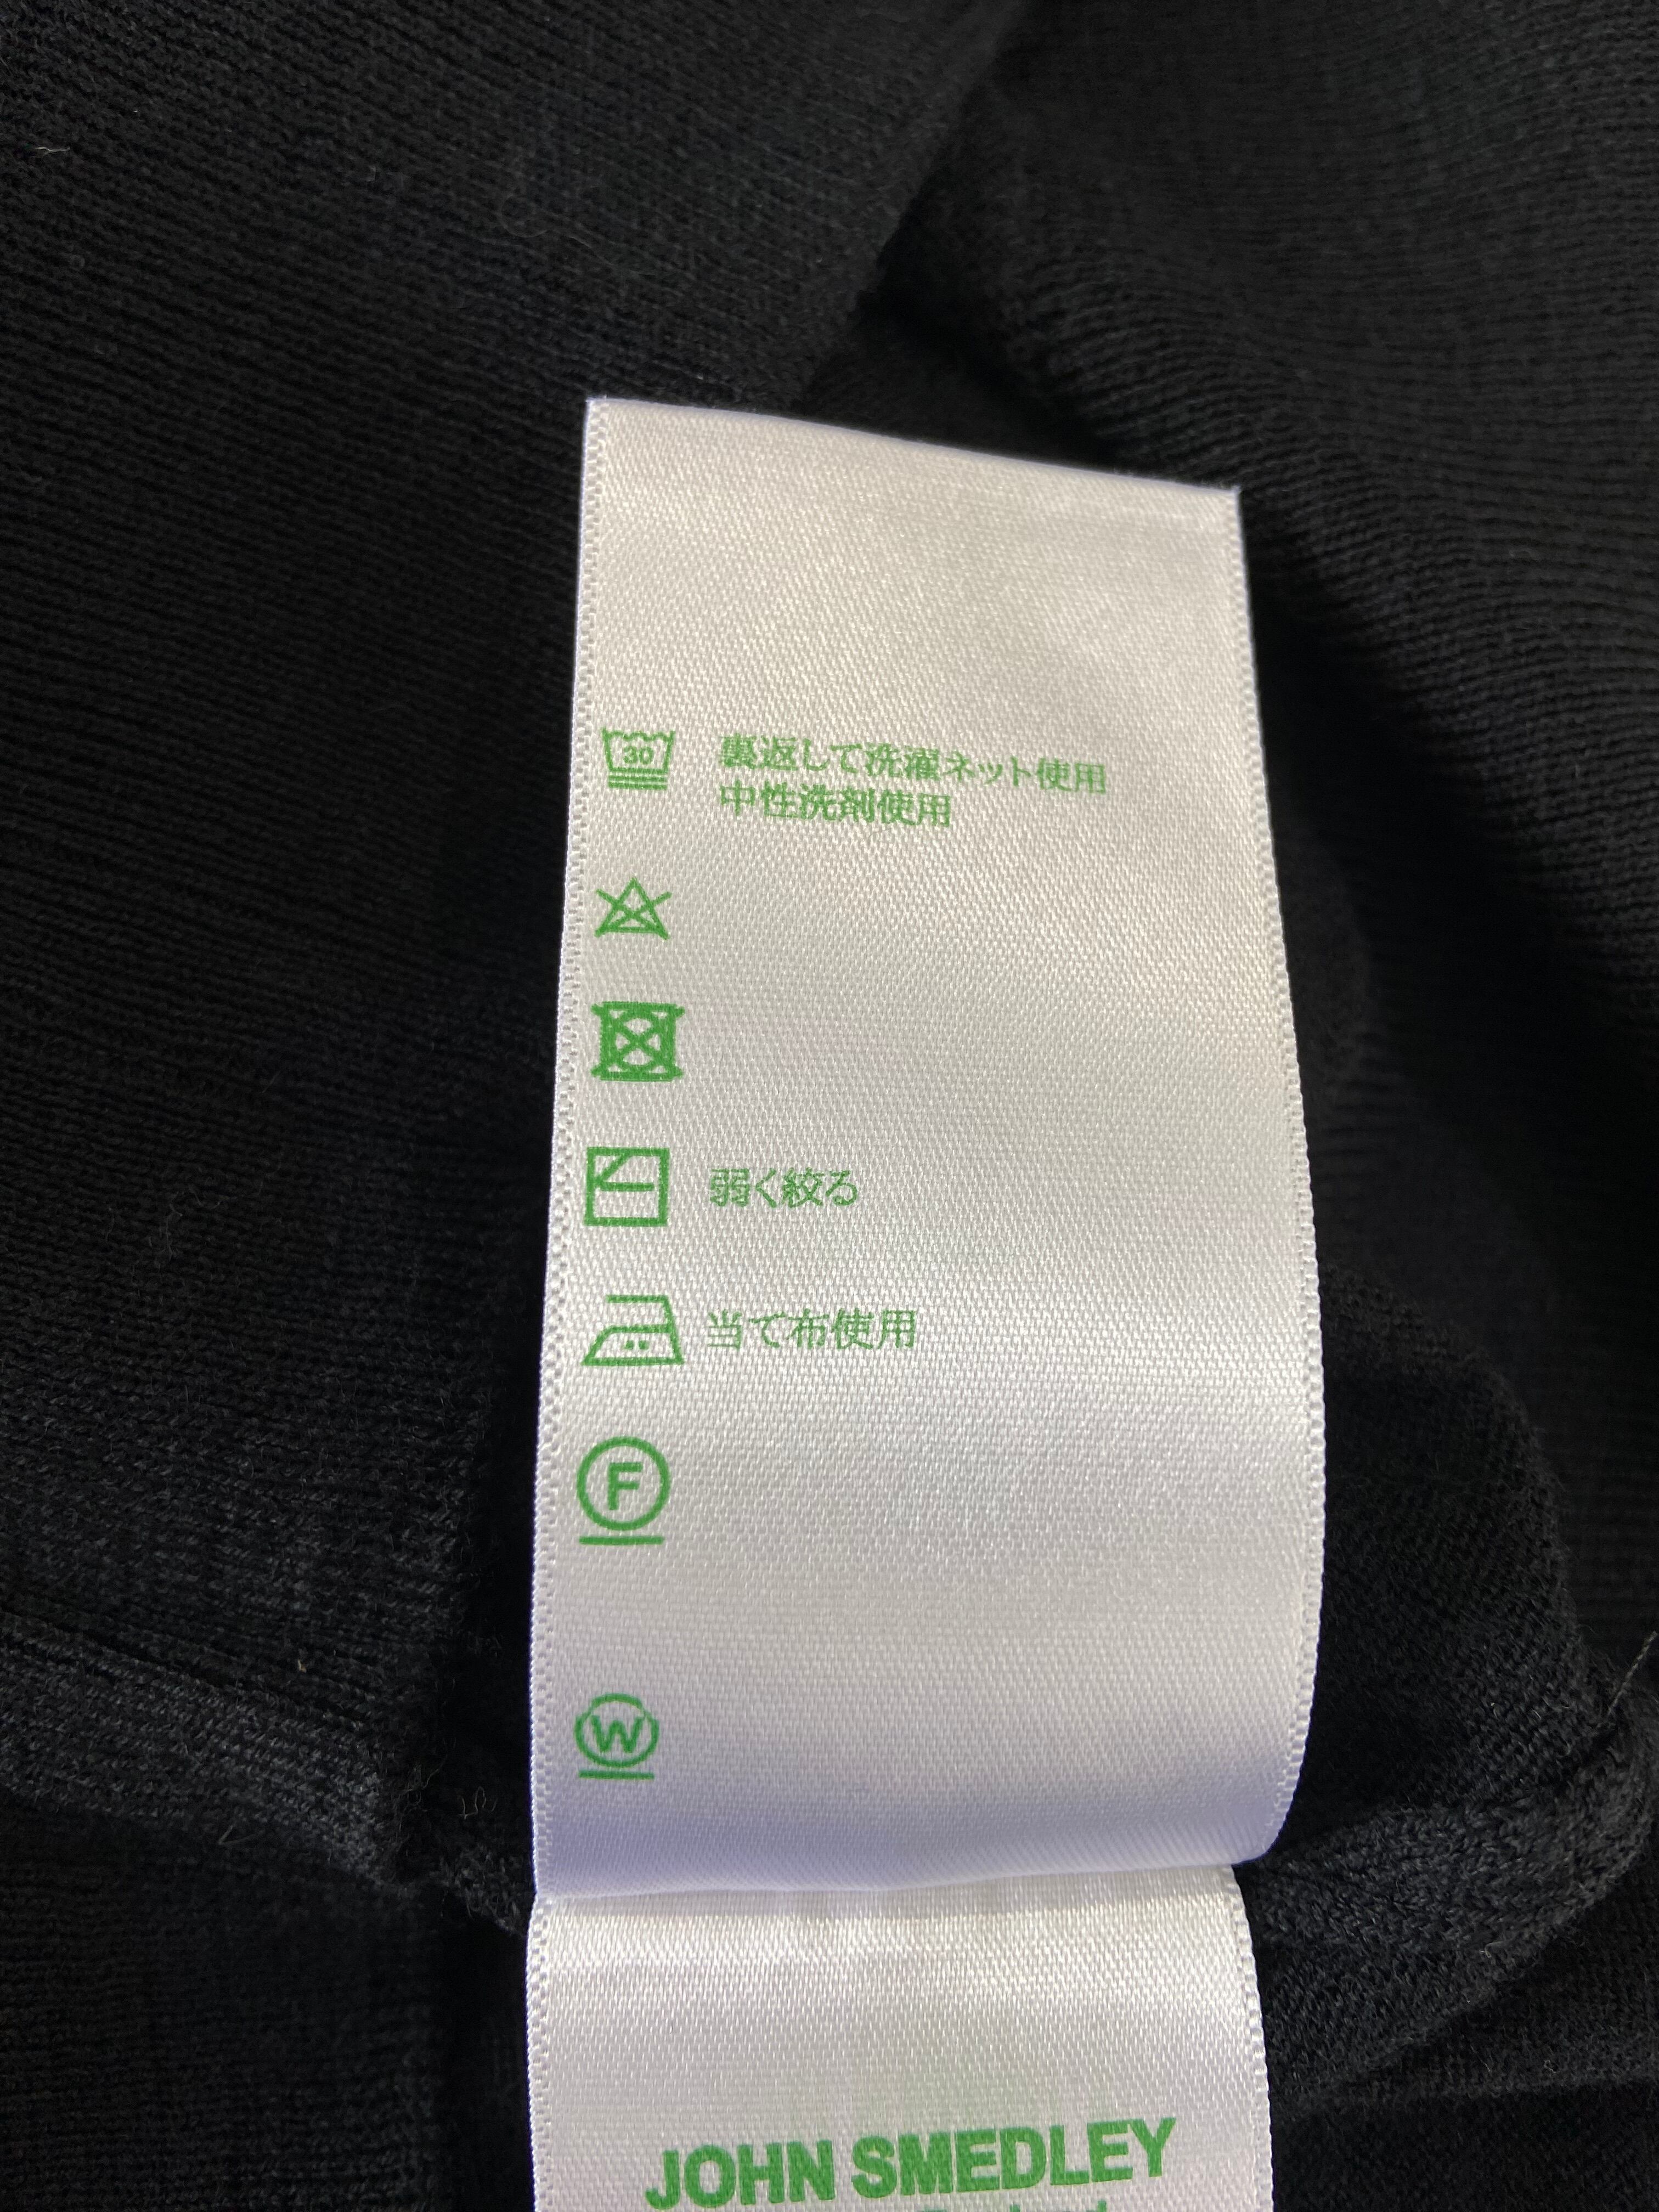 30 裏返して洗濯ネット使用
中性洗剤使用
弱く絞る
当て布使用
F
W
JOHN SMEDLEY